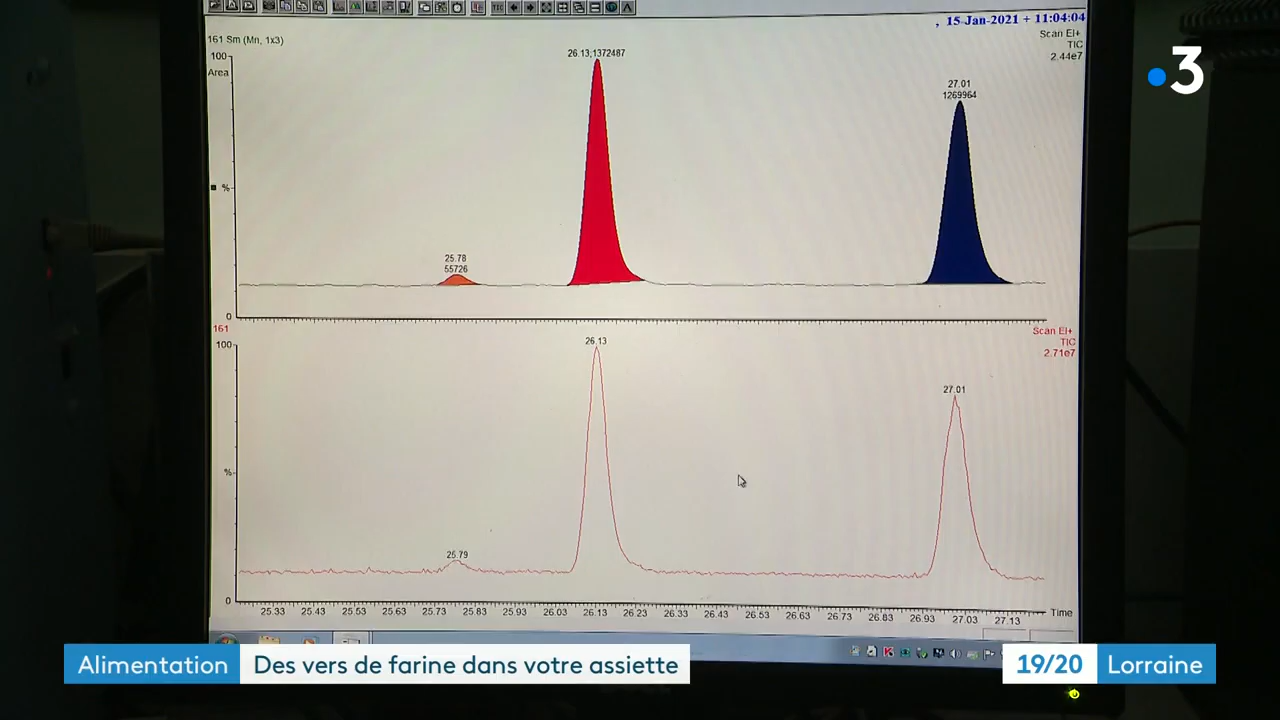 , 15-Jan-2021 + 11:04:04
161 Sm (Mn, 1x3)
Scan EI+
TIC
2.44e7
100
Area
%
0
26.13;1372487
27.01
1269964
25.78
55726
3
161
Scan EI+
TIC
2.71e7
100
%
0
26.13
27.01
25.79
25.33 25.43 25.53 25.63 25.73 25.83 25.93 26.03 26.13 26.23 26.33 26.43 26.53 26.63 26.73 26.83 26.93 27.03 27.13 Time
Alimentation Des vers de farine dans votre assiette
19/20 Lorraine